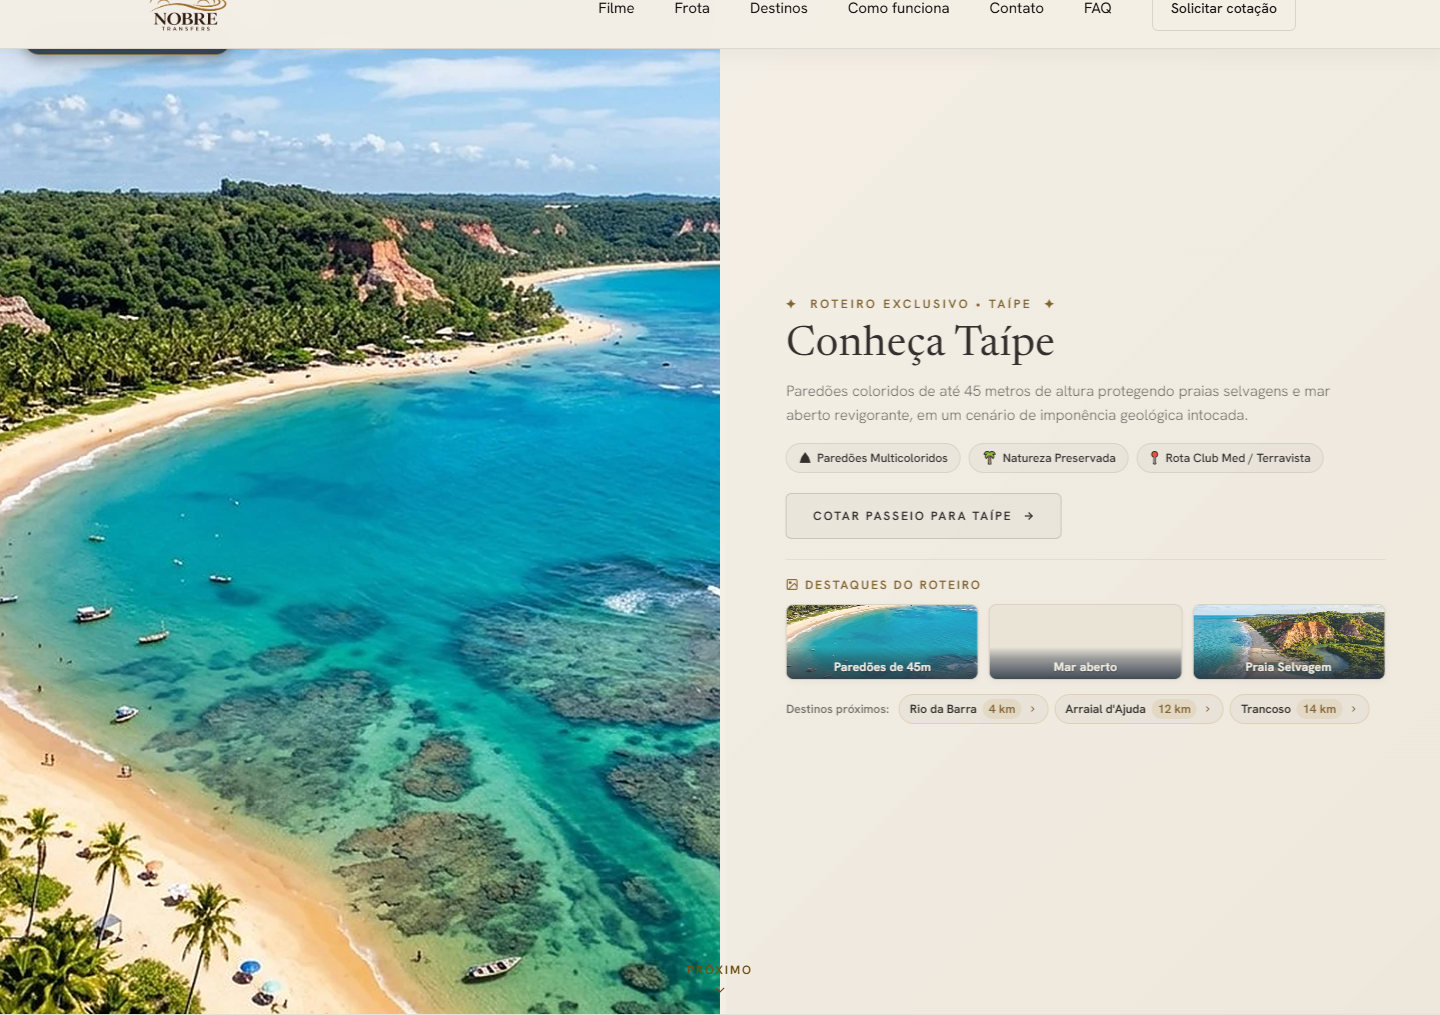 NOBRE
TRANSFERS
Filme
Frota
Destinos
Como funciona
Contato
FAQ
Solicitar cotação
ROTEIRO EXCLUSIVO • TAÍPE
Conheça Taípe
Paredões coloridos de até 45 metros de altura protegendo praias selvagens e mar
aberto revigorante, em um cenário de imponência geológica intocada.
Paredões Multicoloridos
Natureza Preservada
Rota Club Med / Terravista
COTAR PASSEIO PARA TAÍPE →
DESTAQUES DO ROTEIRO
Paredões de 45m
Mar aberto
Praia Selvagem
Destinos próximos:
Rio da Barra 4 km ›
Arraial d'Ajuda 12 km ›
Trancoso 14 km ›
PRÓXIMO